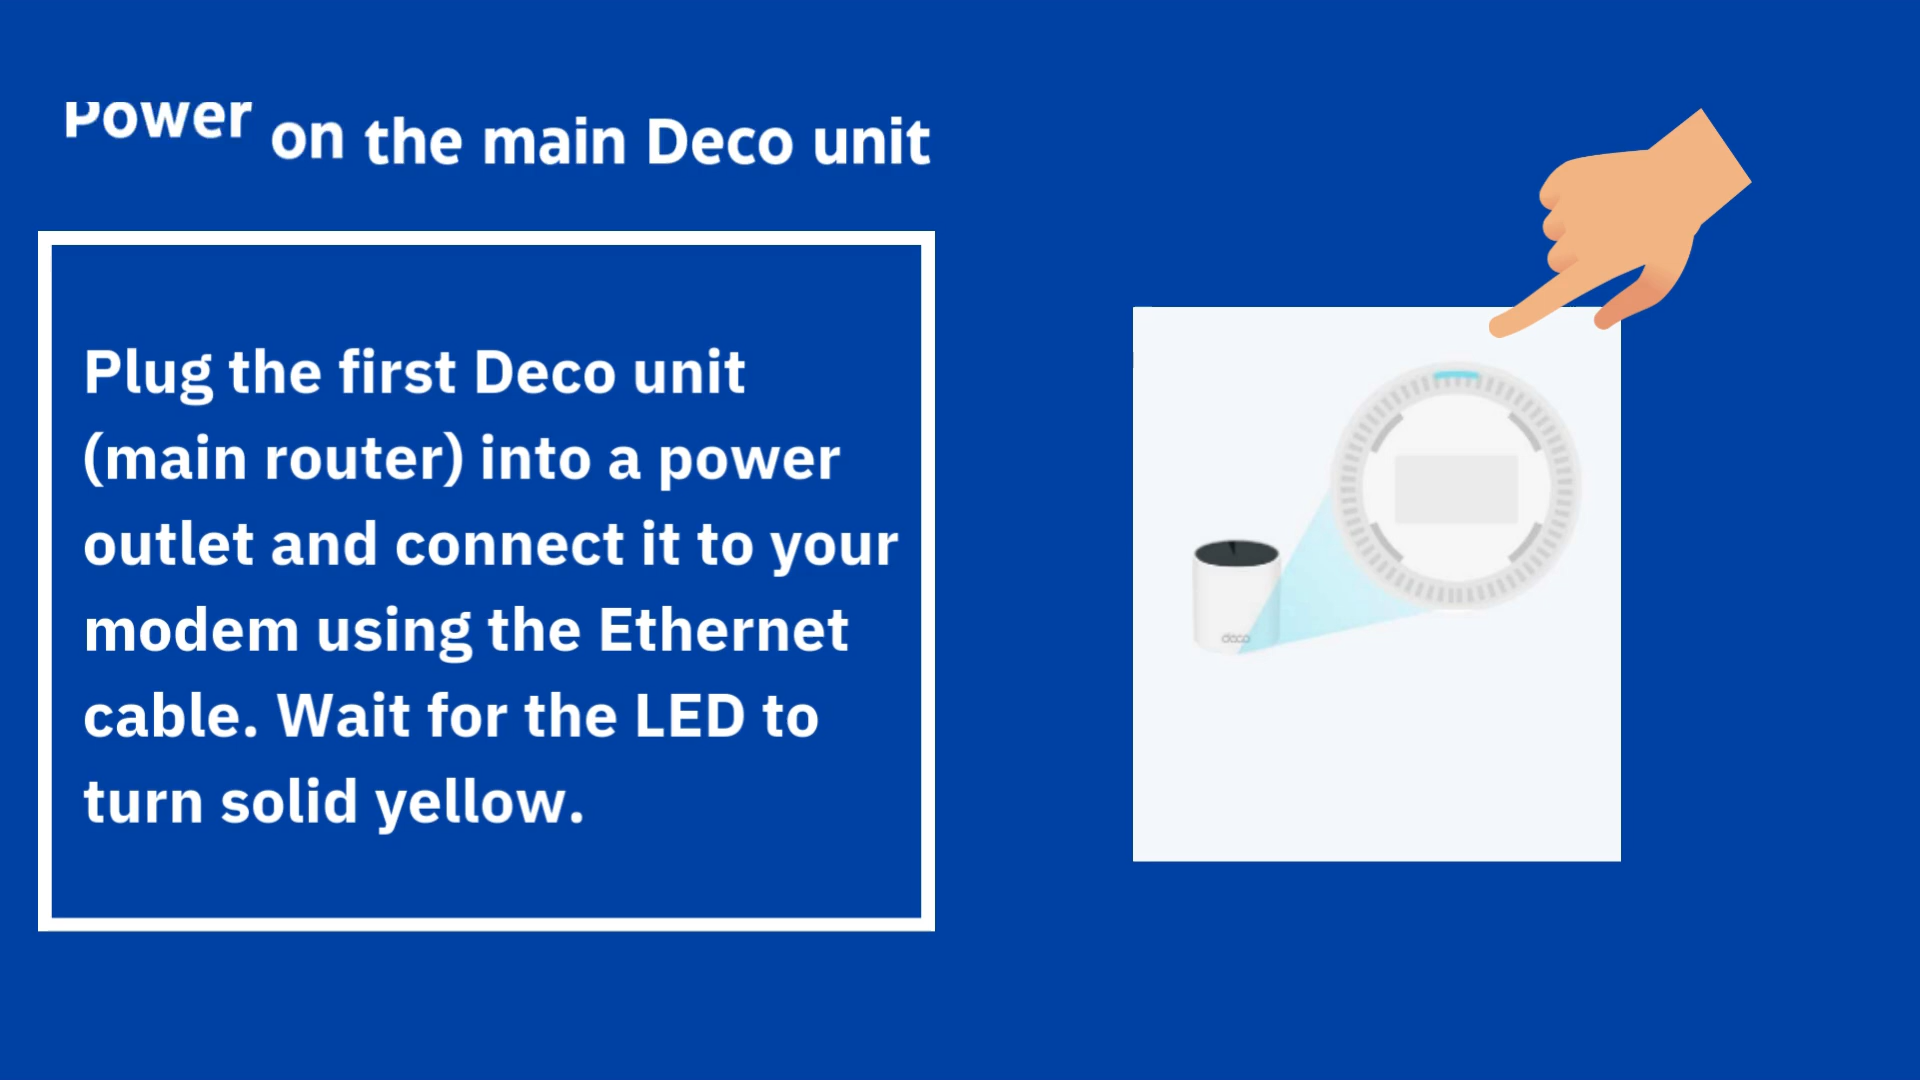 Power on the main Deco unit
Plug the first Deco unit
(main router) into a power
outlet and connect it to your
modem using the Ethernet
cable. Wait for the LED to
turn solid yellow.
deco